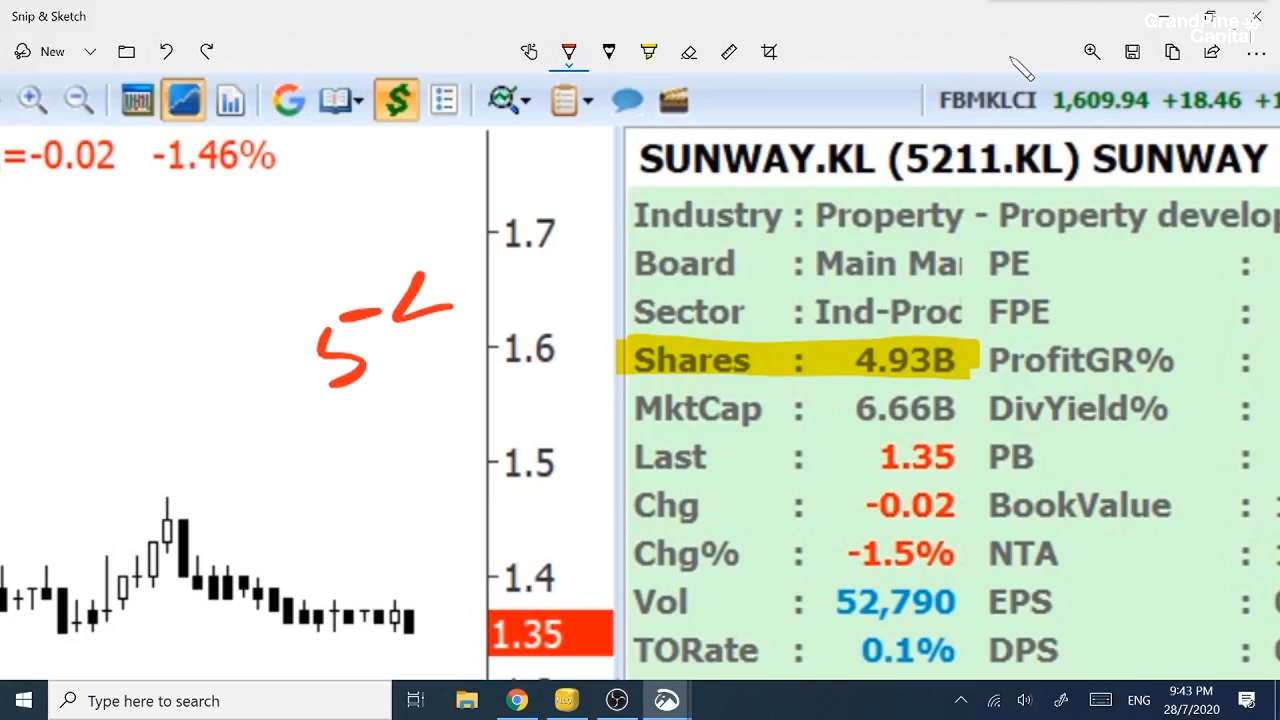 Snip & Sketch
GrandPine
Capital
New
FBMKLCI 1,609.94 +18.46
=-0.02 -1.46%
SUNWAY.KL (5211.KL) SUNWAY
Industry : Property - Property develop
Board : Main Mar PE :
Sector : Ind-Prod FPE :
Shares : 4.93B ProfitGR%
MktCap : 6.66B DivYield% :
Last : 1.35 PB :
Chg : -0.02 BookValue :
Chg% : -1.5% NTA :
Vol : 52,790 EPS :
TORate : 0.1% DPS :
1.7
1.6
1.5
1.4
1.35
5
Type here to search
ENG
9:43 PM
28/7/2020